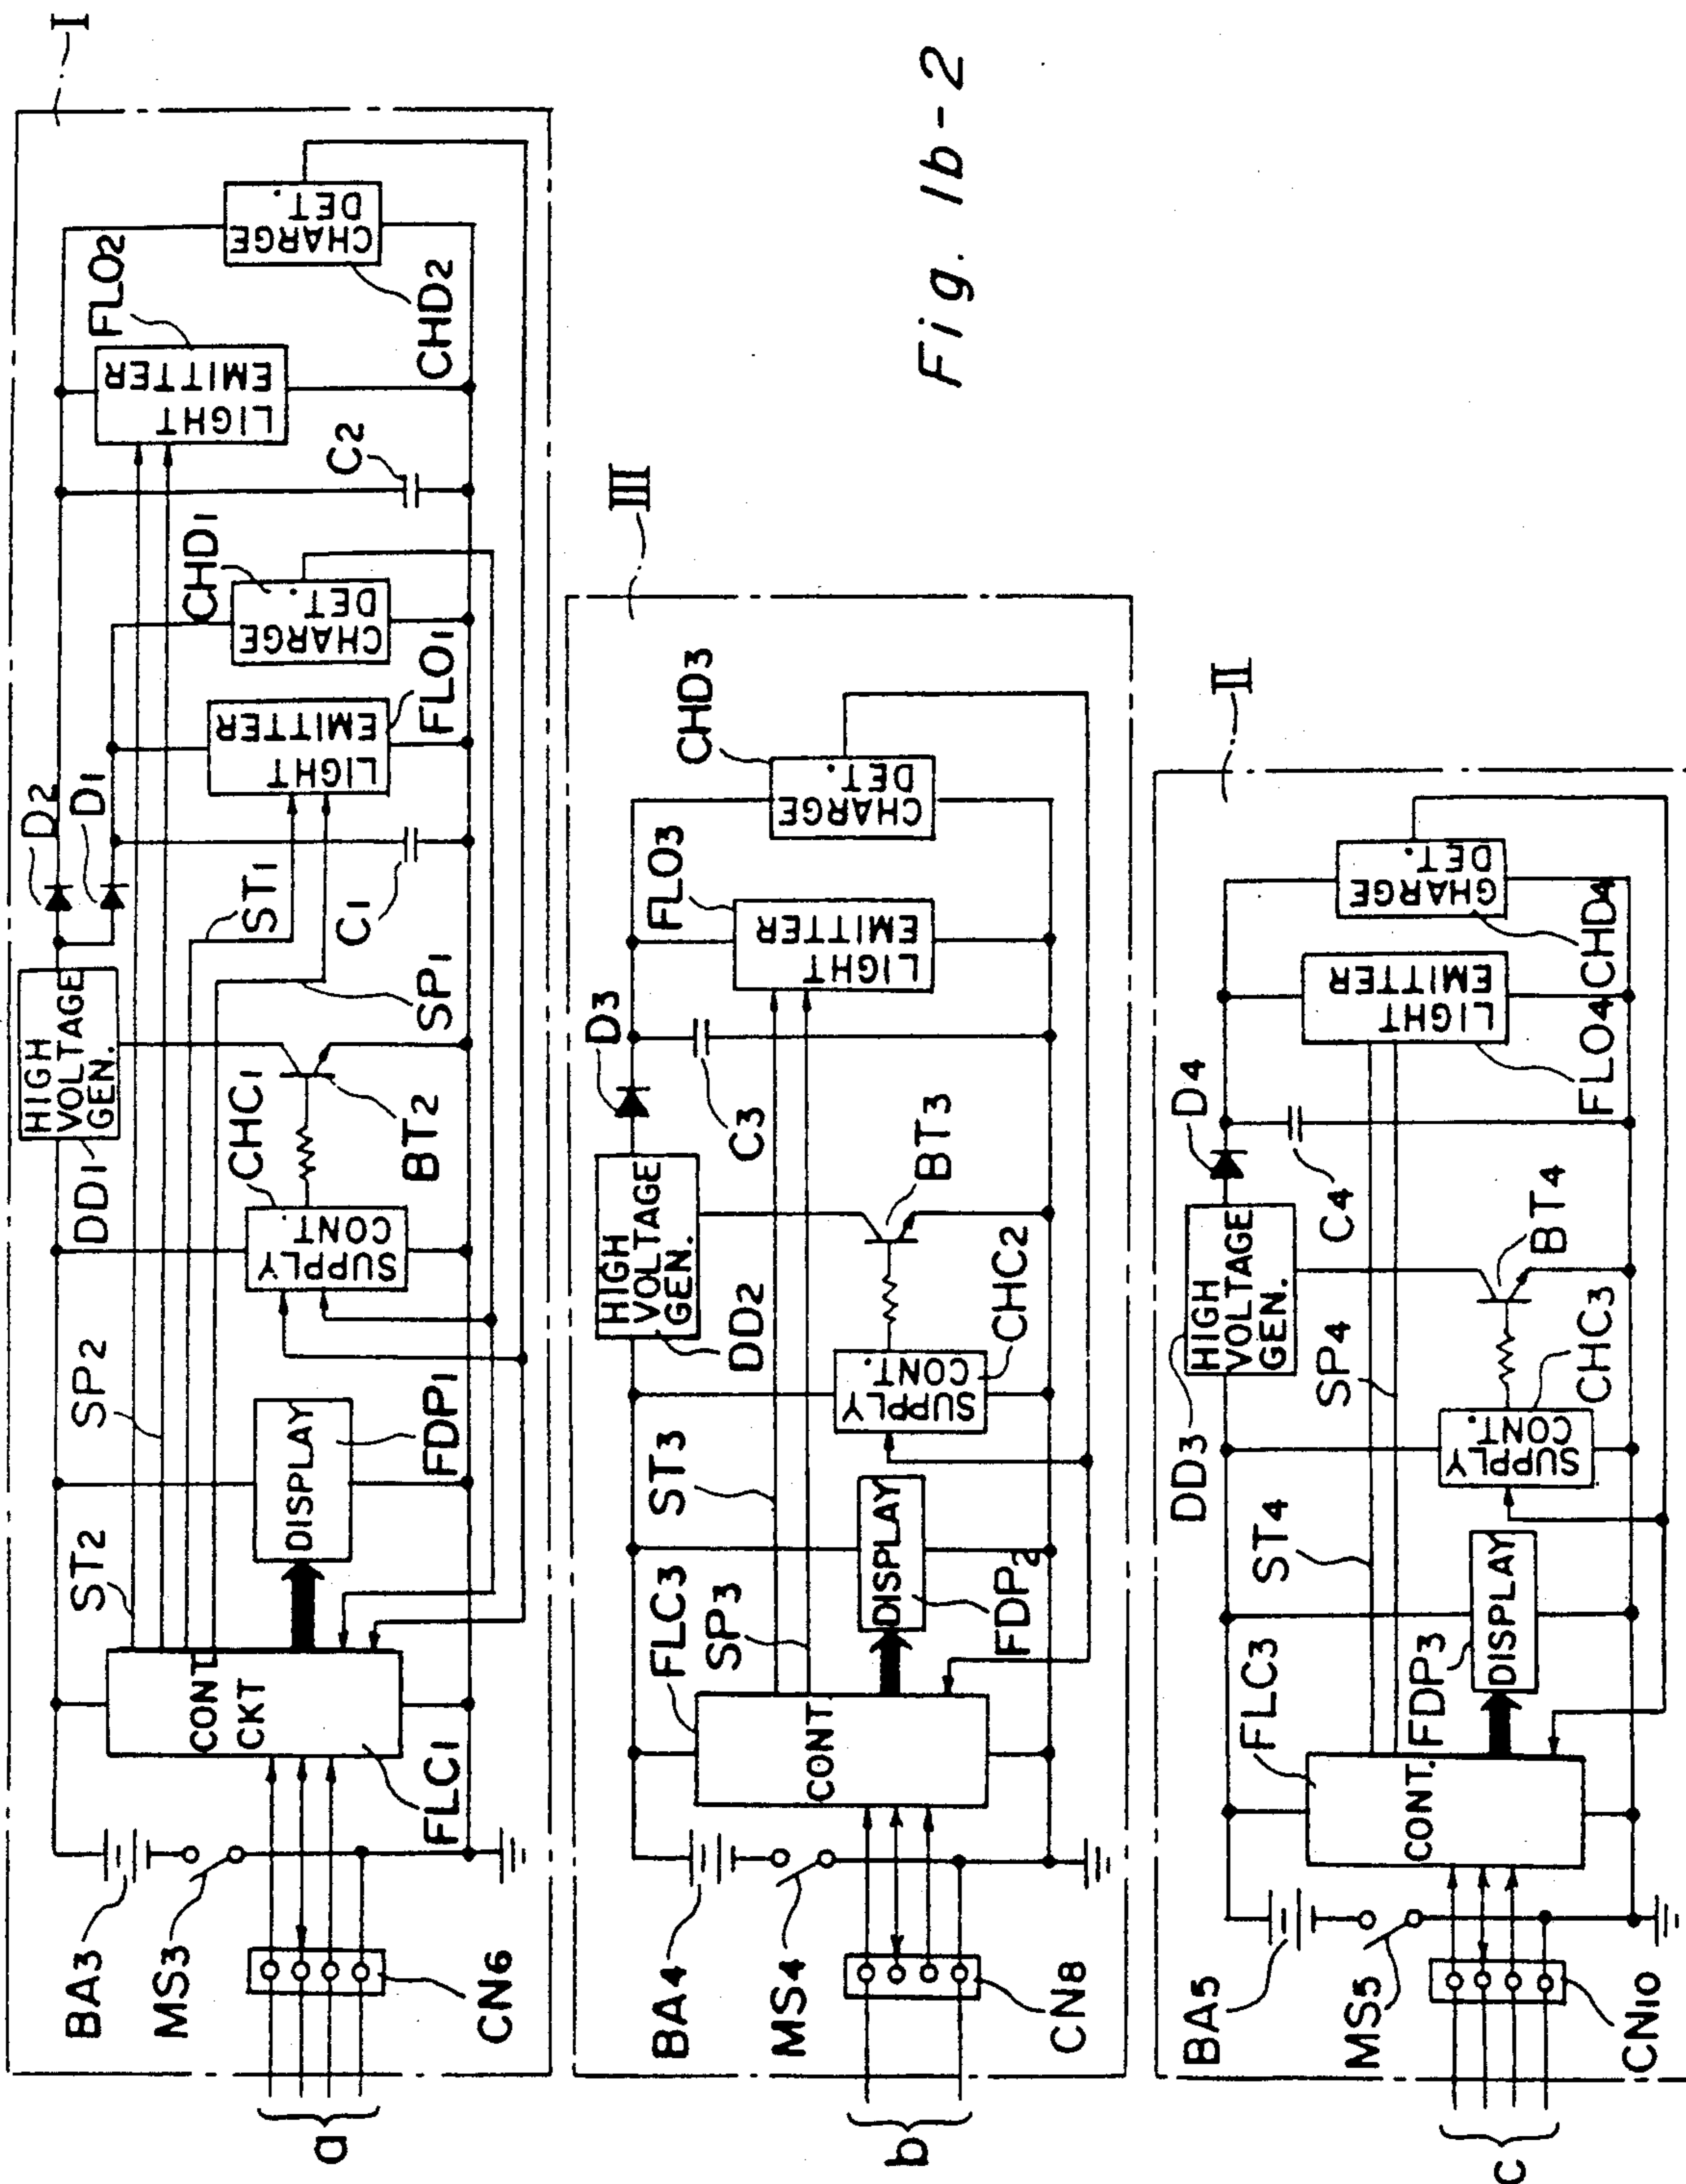 Fig. 1b-2
I
D2
D1
FLO2
HIGH
VOLTAGE
GEN.
DD1
ST2
SP2
ST1
SP1
CHC1
SUPPLY
CONT.
BT2
C1
LIGHT
EMITTER
FLO1
CHD1
CHARGE
DET.
C2
LIGHT
EMITTER
CHARGE
DET.
CHD2
CONT
CKT
FLC1
DISPLAY
FDP1
BA3
MS3
CN6
a
III
D3
HIGH
VOLTAGE
GEN.
DD2
C3
FLO3
LIGHT
EMITTER
CHD3
CHARGE
DET.
BT3
CHC2
SUPPLY
CONT.
ST3
SP3
FLC3
CONT
DISPLAY
FDP2
BA4
MS4
CN8
b
II
D4
HIGH
VOLTAGE
GEN.
DD3
C4
LIGHT
EMITTER
FLO4
GHARGE
DET.
CHD4
BT4
CHC3
SUPPLY
CONT.
ST4
SP4
FLC3
CONT.
FDP3
DISPLAY
BA5
MS5
CN10
c